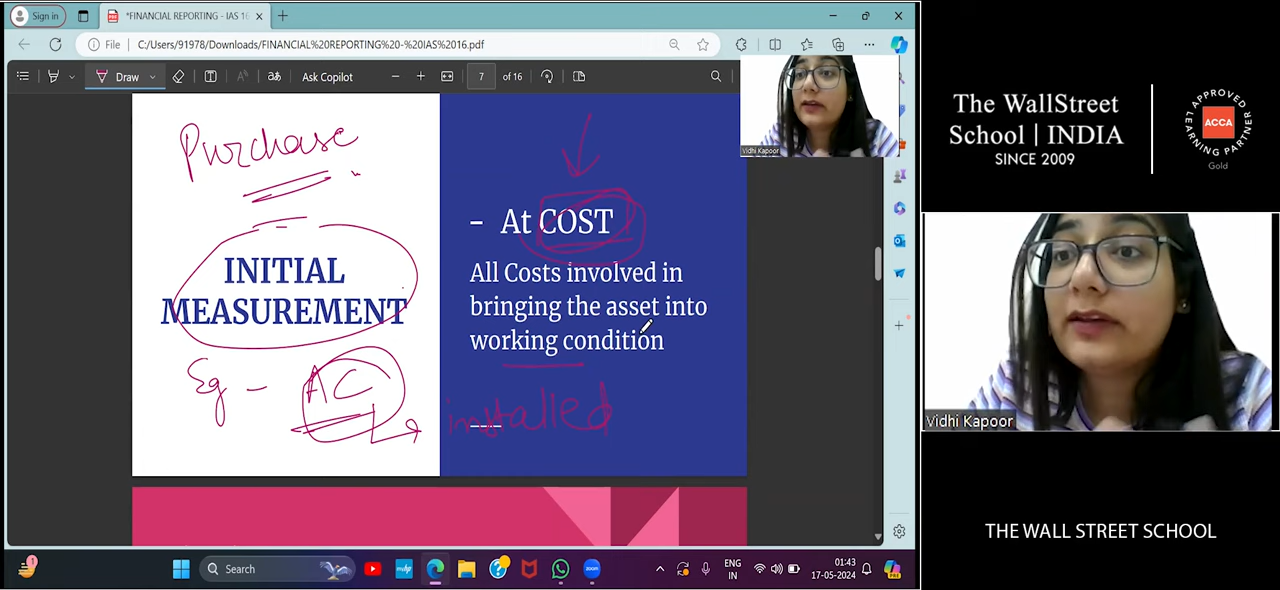 Sign in
*FINANCIAL REPORTING - IAS 16
File
C:/Users/91978/Downloads/FINANCIAL%20REPORTING%20-%20IAS%2016.pdf
Draw
Ask Copilot
7
of 16
Purchase
INITIAL
MEASUREMENT
Eg - AC
installed
- At COST
All Costs involved in
bringing the asset into
working condition
Vidhi Kapoor
The WallStreet
School | INDIA
SINCE 2009
APPROVED
LEARNING PARTNER
ACCA
Gold
Vidhi Kapoor
THE WALL STREET SCHOOL
1
Search
mbp
ENG
IN
01:43
17-05-2024